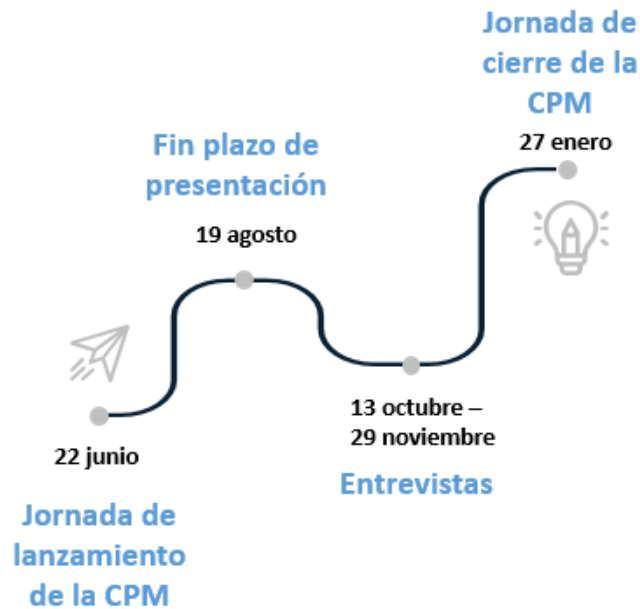 Jornada de
cierre de la
CPM
27 enero
Fin plazo de
presentación
19 agosto
13 octubre –
29 noviembre
Entrevistas
22 junio
Jornada de
lanzamiento
de la CPM